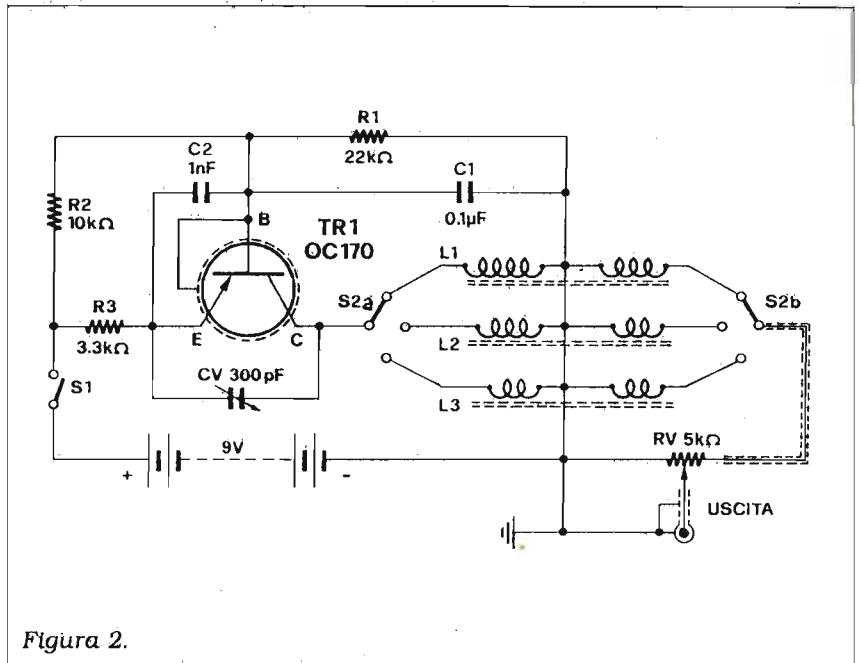 R1
22kΩ
C2
1nF
C1
0.1µF
R2
10kΩ
B
TR1
OC170
L1
S2a
S2b
R3
3.3kΩ
E
C
L2
CV 300pF
S1
L3
RV 5kΩ
9V
+
-
USCITA
Figura 2.